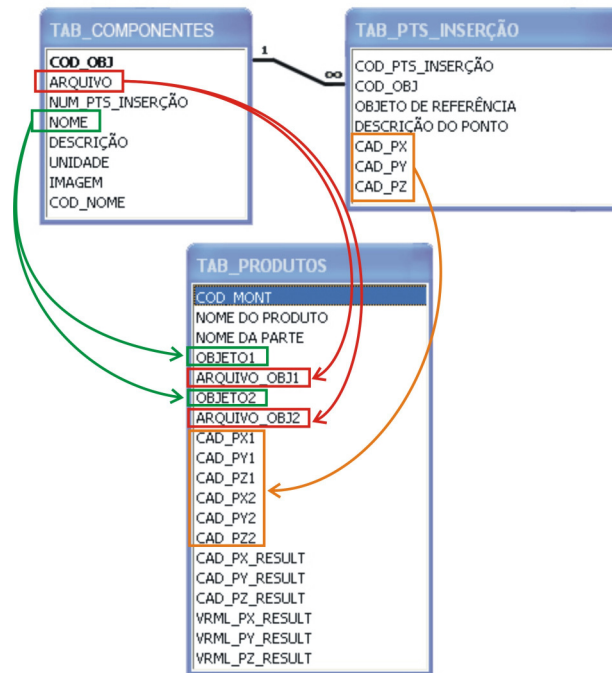 TAB_COMPONENTES
COD_OBJ
ARQUIVO
NUM_PTS_INSERÇÃO
NOME
DESCRIÇÃO
UNIDADE
IMAGEM
COD_NOME
1
∞
TAB_PTS_INSERÇÃO
COD_PTS_INSERÇÃO
COD_OBJ
OBJETO DE REFERÊNCIA
DESCRIÇÃO DO PONTO
CAD_PX
CAD_PY
CAD_PZ
TAB_PRODUTOS
COD_MONT
NOME DO PRODUTO
NOME DA PARTE
OBJETO1
ARQUIVO_OBJ1
OBJETO2
ARQUIVO_OBJ2
CAD_PX1
CAD_PY1
CAD_PZ1
CAD_PX2
CAD_PY2
CAD_PZ2
CAD_PX_RESULT
CAD_PY_RESULT
CAD_PZ_RESULT
VRML_PX_RESULT
VRML_PY_RESULT
VRML_PZ_RESULT